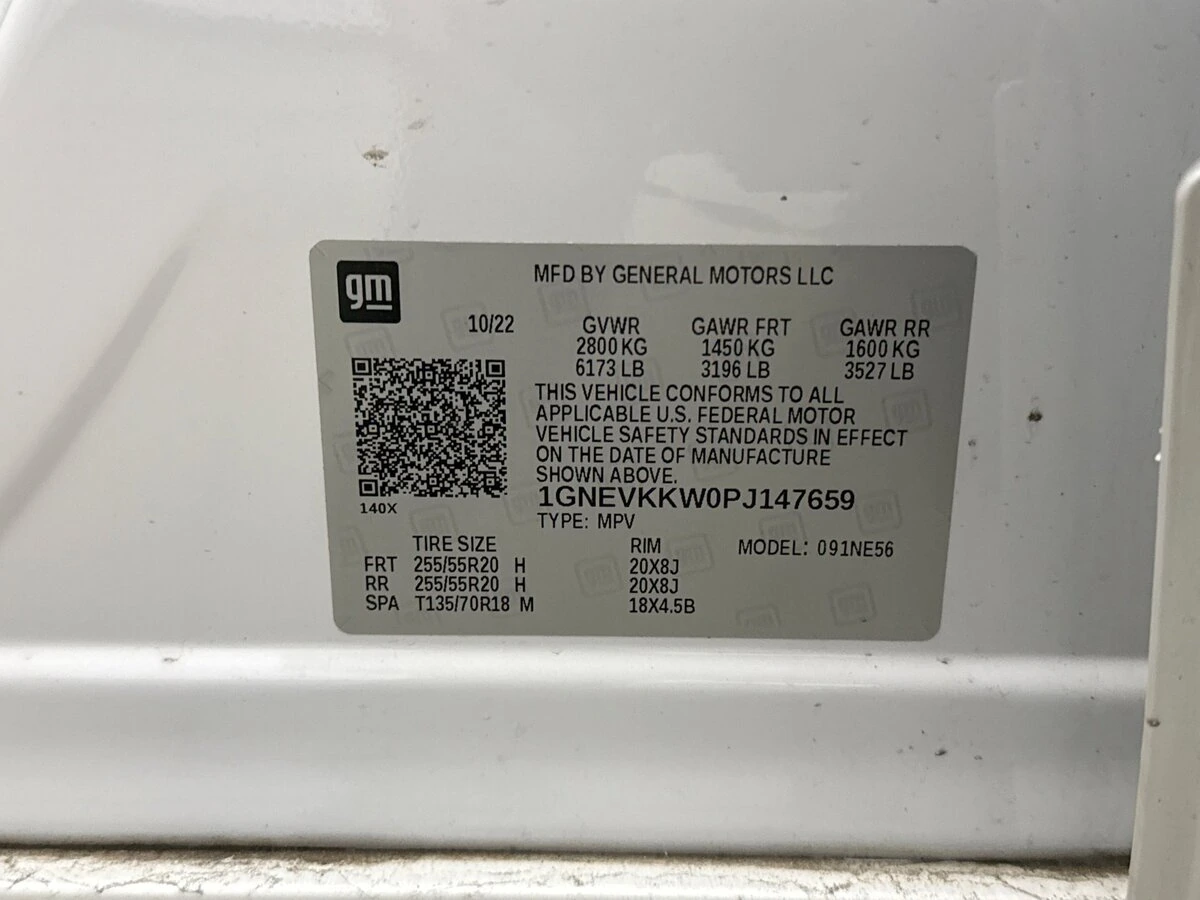 gm
MFD BY GENERAL MOTORS LLC
10/22 GVWR GAWR FRT GAWR RR
2800 KG 1450 KG 1600 KG
6173 LB 3196 LB 3527 LB
THIS VEHICLE CONFORMS TO ALL
APPLICABLE U.S. FEDERAL MOTOR
VEHICLE SAFETY STANDARDS IN EFFECT
ON THE DATE OF MANUFACTURE
SHOWN ABOVE.
1GNEVKKW0PJ147659
140X
TYPE: MPV
TIRE SIZE RIM MODEL: 091NE56
FRT 255/55R20 H 20X8J
RR 255/55R20 H 20X8J
SPA T135/70R18 M 18X4.5B